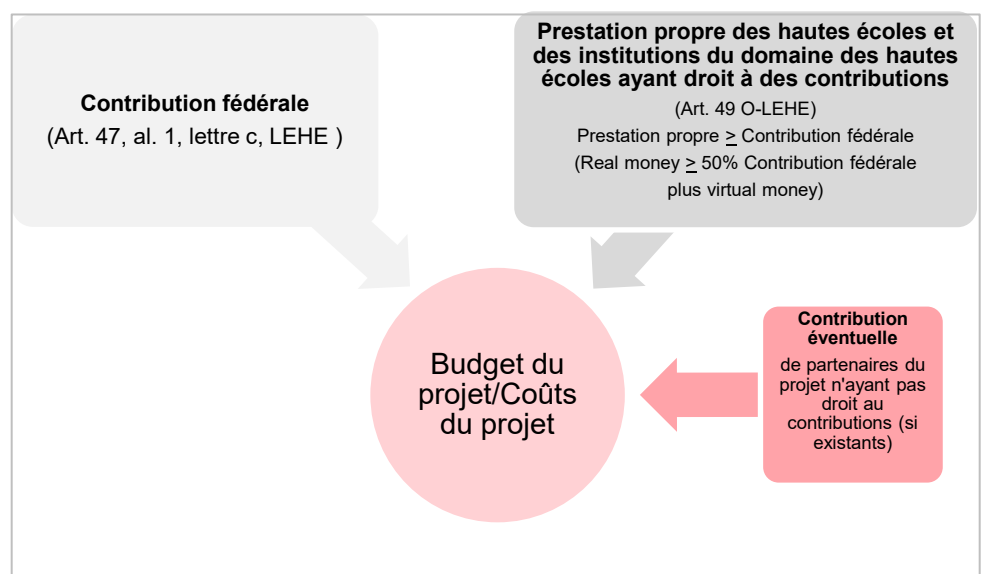 Contribution fédérale
(Art. 47, al. 1, lettre c, LEHE )
Prestation propre des hautes écoles et
des institutions du domaine des hautes
écoles ayant droit à des contributions
(Art. 49 O-LEHE)
Prestation propre ≥ Contribution fédérale
(Real money ≥ 50% Contribution fédérale
plus virtual money)
Budget du
projet/Coûts
du projet
Contribution
éventuelle
de partenaires du
projet n'ayant pas
droit au
contributions (si
existants)